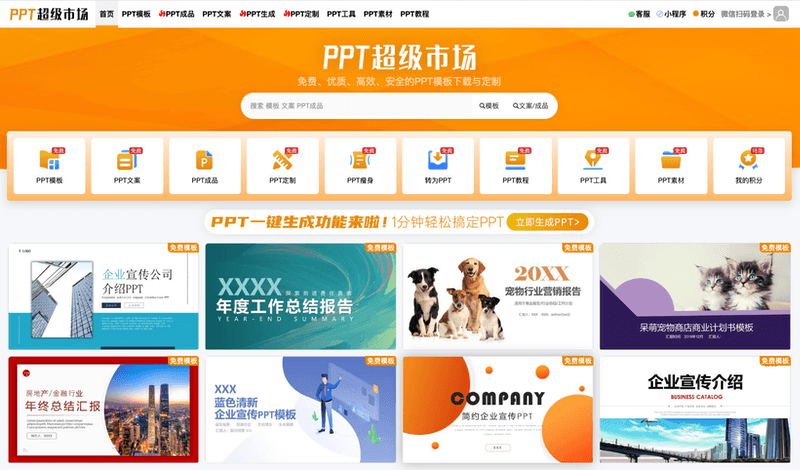 PPT超级市场
首页 PPT模板 PPT成品 PPT文案 PPT生成 PPT定制 PPT工具 PPT素材 PPT教程
客服 小程序 积分 微信扫码登录 >
PPT超级市场
免费、优质、高效、安全的PPT模板下载与定制
搜索 模板 文案 PPT成品 模板 文案/成品
免费 免费 免费 免费 免费 免费 免费 免费 免费
PPT模板 PPT文案 PPT成品 PPT定制 PPT瘦身 转为PPT PPT教程 PPT工具 PPT素材 我的积分
PPT一键生成功能来啦! 1分钟轻松搞定PPT 立即生成PPT>
免费模板 免费模板 免费模板 免费模板
LOGO
企业宣传公司
介绍PPT
XXXX
年度工作总结报告
YEAR-END SUMMARY
20XX
宠物行业营销报告
呆萌宠物商店商业计划书模板
免费模板 免费模板 免费模板 免费模板
房地产/金融行业
年终总结汇报
XXX
蓝色清新
企业宣传PPT模板
COMPANY
简约企业宣传PPT
企业宣传介绍
BUSINESS CATALOG